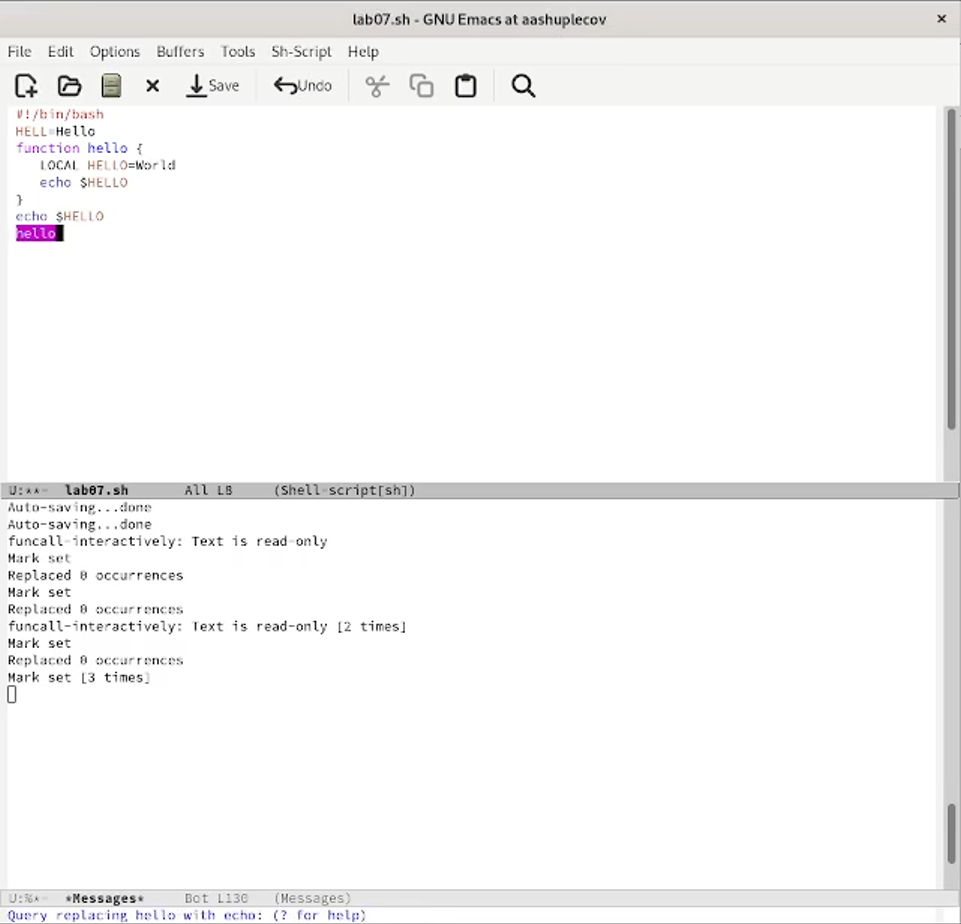 lab07.sh - GNU Emacs at aashuplecov
File Edit Options Buffers Tools Sh-Script Help
Save Undo
#!/bin/bash
HELL=Hello
function hello {
LOCAL HELLO=World
echo $HELLO
}
echo $HELLO
hello
U:**- lab07.sh All L8 (Shell-script[sh])
Auto-saving...done
Auto-saving...done
funcall-interactively: Text is read-only
Mark set
Replaced 0 occurrences
Mark set
Replaced 0 occurrences
funcall-interactively: Text is read-only [2 times]
Mark set
Replaced 0 occurrences
Mark set [3 times]
U:%*- *Messages* Bot L130 (Messages)
Query replacing hello with echo: (? for help)